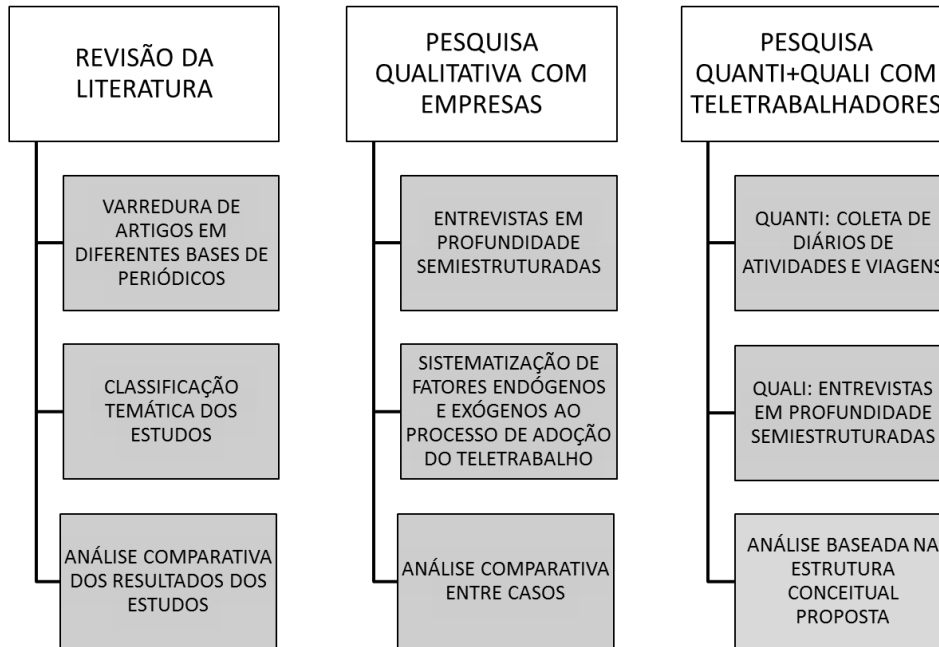 REVISÃO DA
LITERATURA
VARREDURA DE
ARTIGOS EM
DIFERENTES BASES DE
PERIÓDICOS
CLASSIFICAÇÃO
TEMÁTICA DOS
ESTUDOS
ANÁLISE COMPARATIVA
DOS RESULTADOS DOS
ESTUDOS
PESQUISA
QUALITATIVA COM
EMPRESAS
ENTREVISTAS EM
PROFUNDIDADE
SEMIESTRUTURADAS
SISTEMATIZAÇÃO DE
FATORES ENDÓGENOS
E EXÓGENOS AO
PROCESSO DE ADOÇÃO
DO TELETRABALHO
ANÁLISE COMPARATIVA
ENTRE CASOS
PESQUISA
QUANTI+QUALI COM
TELETRABALHADORES
QUANTI: COLETA DE
DIÁRIOS DE
ATIVIDADES E VIAGENS
QUALI: ENTREVISTAS
EM PROFUNDIDADE
SEMIESTRUTURADAS
ANÁLISE BASEADA NA
ESTRUTURA
CONCEITUAL
PROPOSTA